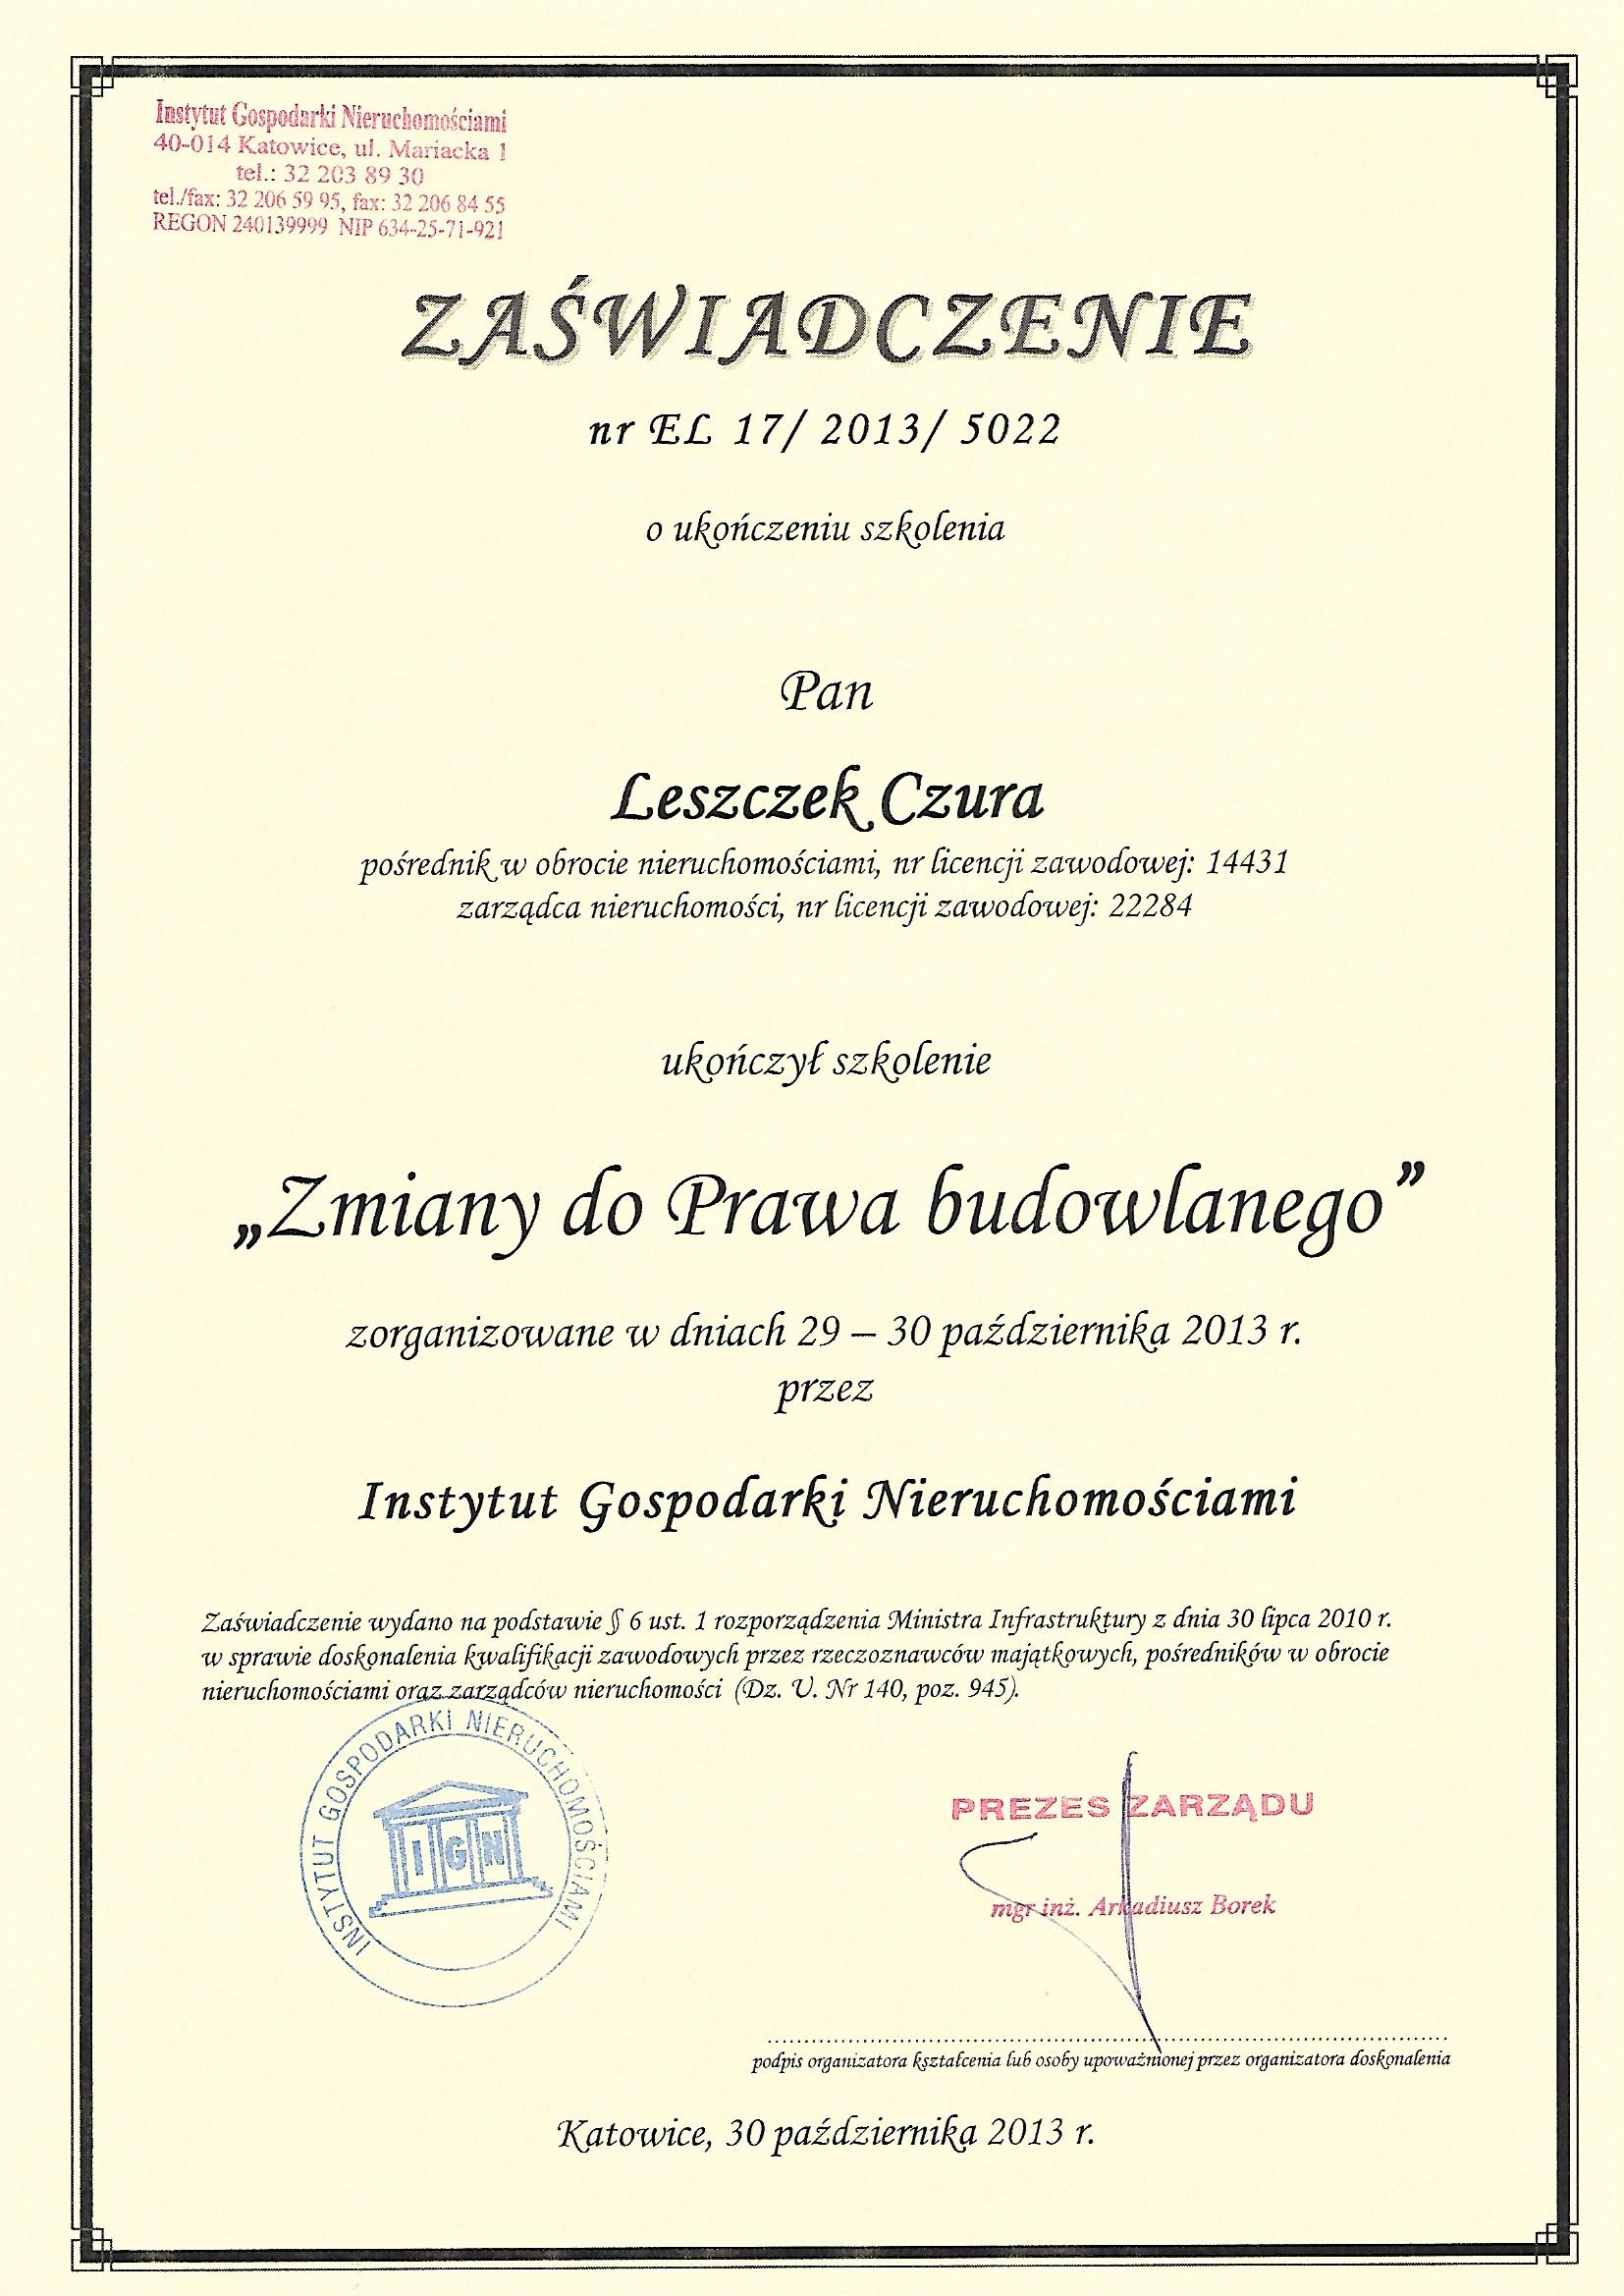 Instytut Gospodarki Nieruchomościami
40-014 Katowice, ul. Mariacka 1
tel.: 32 203 89 30
tel./fax: 32 206 59 95, fax: 32 206 84 55
REGON 240139999 NIP 634-25-71-921
ZAŚWIADCZENIE
nr EL 17/ 2013/ 5022
o ukończeniu szkolenia
Pan
Leszczek Czura
pośrednik w obrocie nieruchomościami, nr licencji zawodowej: 14431
zarządca nieruchomości, nr licencji zawodowej: 22284
ukończył szkolenie
„Zmiany do Prawa budowlanego”
zorganizowane w dniach 29 – 30 października 2013 r.
przez
Instytut Gospodarki Nieruchomościami
Zaświadczenie wydano na podstawie § 6 ust. 1 rozporządzenia Ministra Infrastruktury z dnia 30 lipca 2010 r.
w sprawie doskonalenia kwalifikacji zawodowych przez rzeczoznawców majątkowych, pośredników w obrocie
nieruchomościami oraz zarządców nieruchomości (Dz. U. Nr 140, poz. 945).
INSTYTUT GOSPODARKI NIERUCHOMOŚCIAMI
IGN
PREZES ZARZĄDU
mgr inż. Arkadiusz Borek
podpis organizatora kształcenia lub osoby upoważnionej przez organizatora doskonalenia
Katowice, 30 października 2013 r.